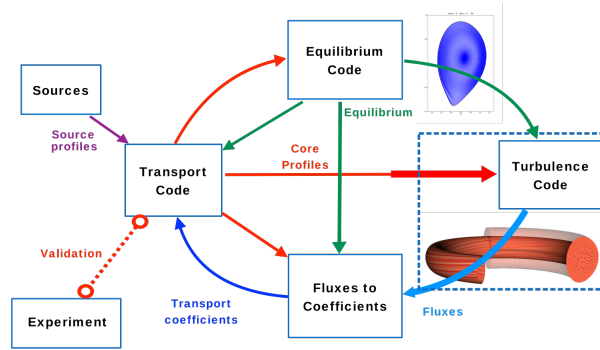 Equilibrium
Code
Sources
Source
profiles
Equilibrium
Core
Profiles
Transport
Code
Turbulence
Code
Validation
Fluxes to
Coefficients
Transport
coefficients
Fluxes
Experiment